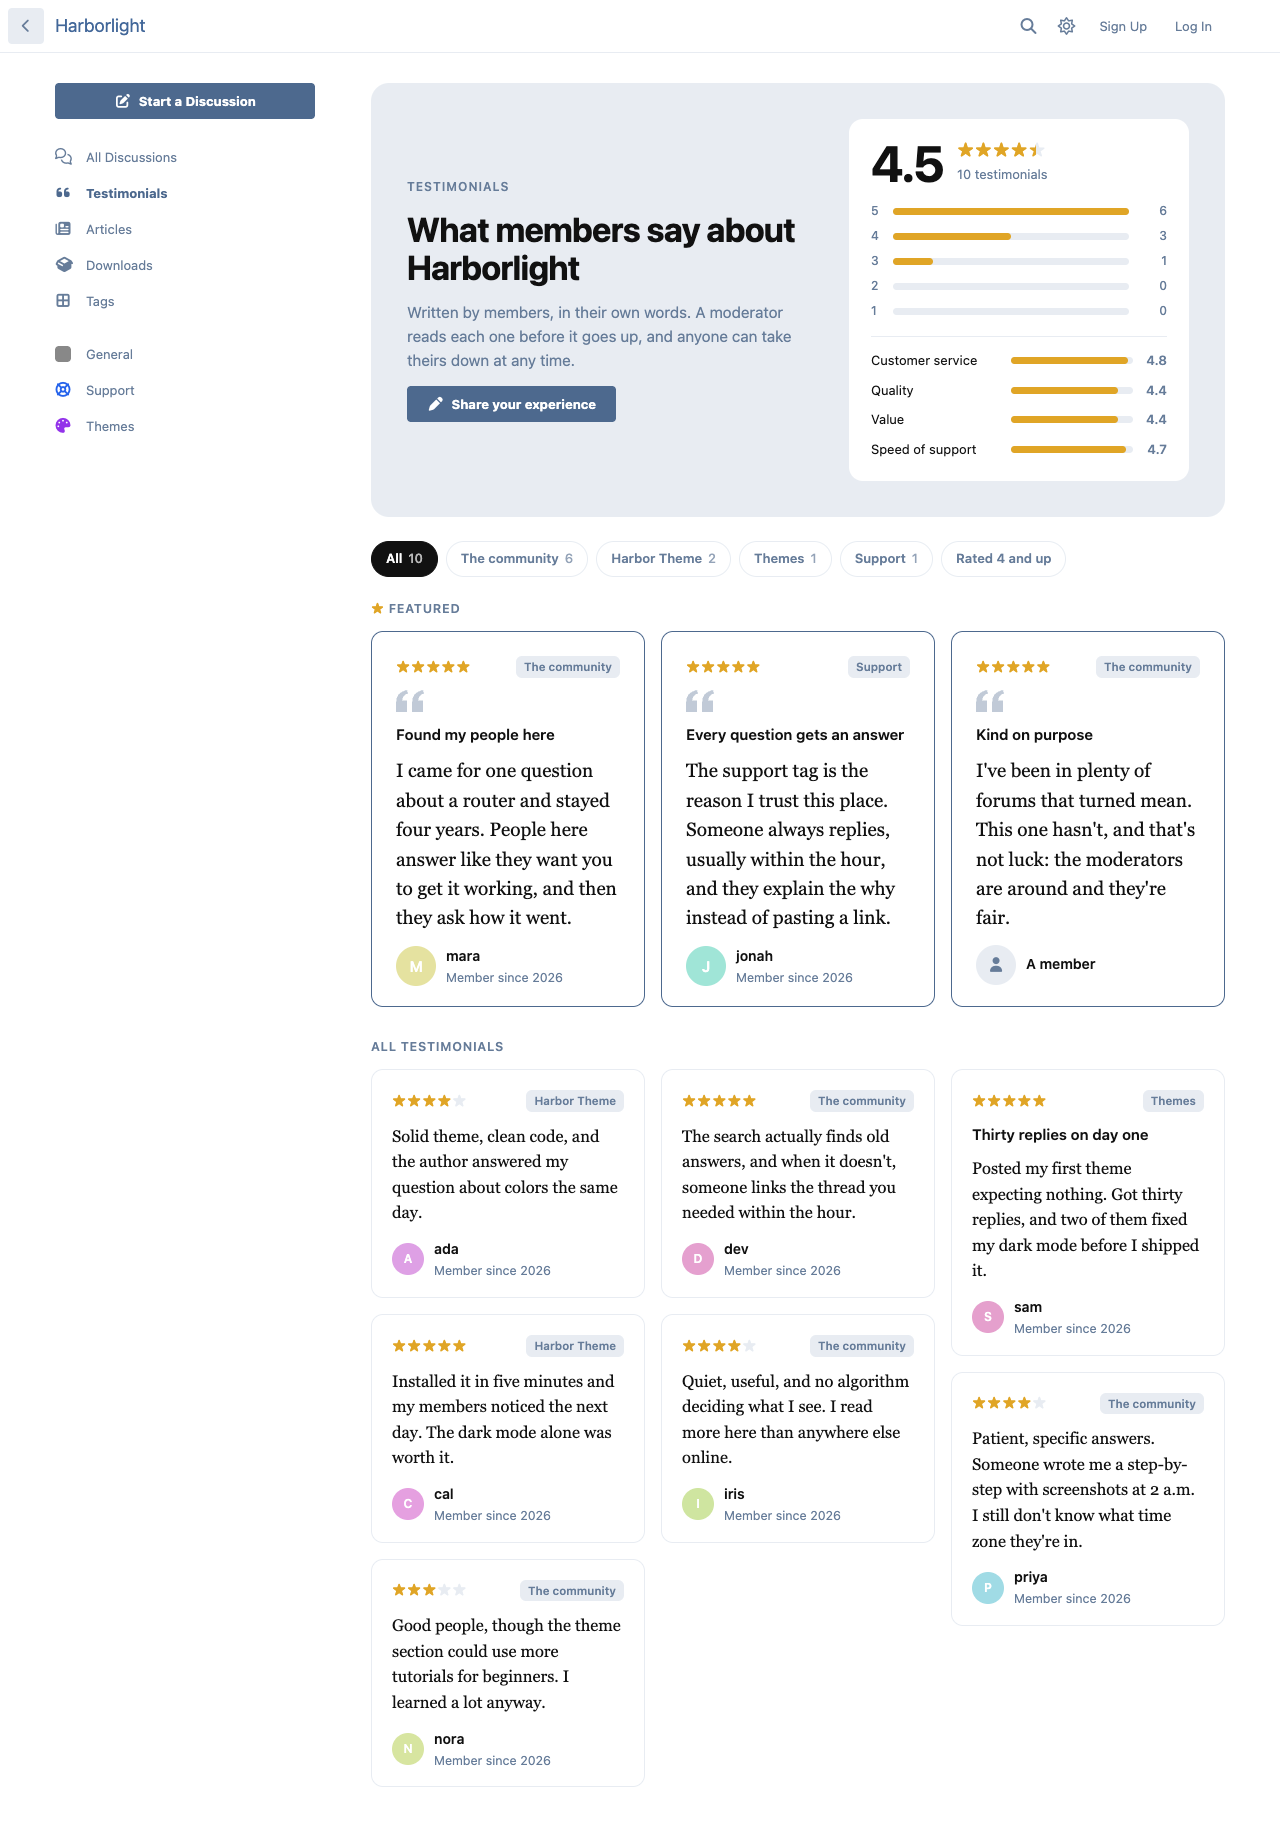 Harborlight
Sign Up
Log In
Start a Discussion
All Discussions
Testimonials
Articles
Downloads
Tags
General
Support
Themes
TESTIMONIALS
What members say about
Harborlight
Written by members, in their own words. A moderator
reads each one before it goes up, and anyone can take
theirs down at any time.
Share your experience
4.5
10 testimonials
5 6
4 3
3 1
2 0
1 0
Customer service 4.8
Quality 4.4
Value 4.4
Speed of support 4.7
All 10
The community 6
Harbor Theme 2
Themes 1
Support 1
Rated 4 and up
FEATURED
The community
Found my people here
I came for one question
about a router and stayed
four years. People here
answer like they want you
to get it working, and then
they ask how it went.
M
mara
Member since 2026
Support
Every question gets an answer
The support tag is the
reason I trust this place.
Someone always replies,
usually within the hour,
and they explain the why
instead of pasting a link.
J
jonah
Member since 2026
The community
Kind on purpose
I've been in plenty of
forums that turned mean.
This one hasn't, and that's
not luck: the moderators
are around and they're
fair.
A member
ALL TESTIMONIALS
Harbor Theme
Solid theme, clean code, and
the author answered my
question about colors the same
day.
A
ada
Member since 2026
The community
The search actually finds old
answers, and when it doesn't,
someone links the thread you
needed within the hour.
D
dev
Member since 2026
Themes
Thirty replies on day one
Posted my first theme
expecting nothing. Got thirty
replies, and two of them fixed
my dark mode before I shipped
it.
S
sam
Member since 2026
Harbor Theme
Installed it in five minutes and
my members noticed the next
day. The dark mode alone was
worth it.
C
cal
Member since 2026
The community
Quiet, useful, and no algorithm
deciding what I see. I read
more here than anywhere else
online.
I
iris
Member since 2026
The community
Patient, specific answers.
Someone wrote me a step-by-
step with screenshots at 2 a.m.
I still don't know what time
zone they're in.
P
priya
Member since 2026
The community
Good people, though the theme
section could use more
tutorials for beginners. I
learned a lot anyway.
N
nora
Member since 2026